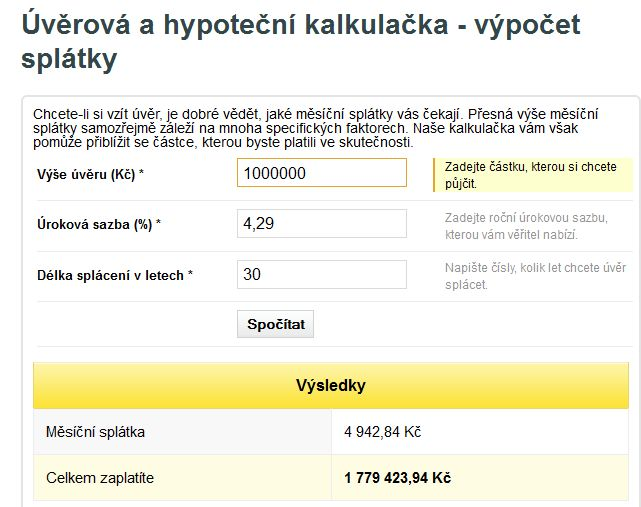 Úvěrová a hypoteční kalkulačka - výpočet
splátky
Chcete-li si vzít úvěr, je dobré vědět, jaké měsíční splátky vás čekají. Přesná výše měsíční
splátky samozřejmě záleží na mnoha specifických faktorech. Naše kalkulačka vám však
pomůže přiblížit se částce, kterou byste platili ve skutečnosti.
Výše úvěru (Kč) * 1000000 Zadejte částku, kterou si chcete
půjčit.
Úroková sazba (%) * 4,29 Zadejte roční úrokovou sazbu,
kterou vám věřitel nabízí.
Délka splácení v letech * 30 Napište čísly, kolik let chcete úvěr
splácet.
Spočítat
Výsledky
Měsíční splátka 4 942,84 Kč
Celkem zaplatíte 1 779 423,94 Kč